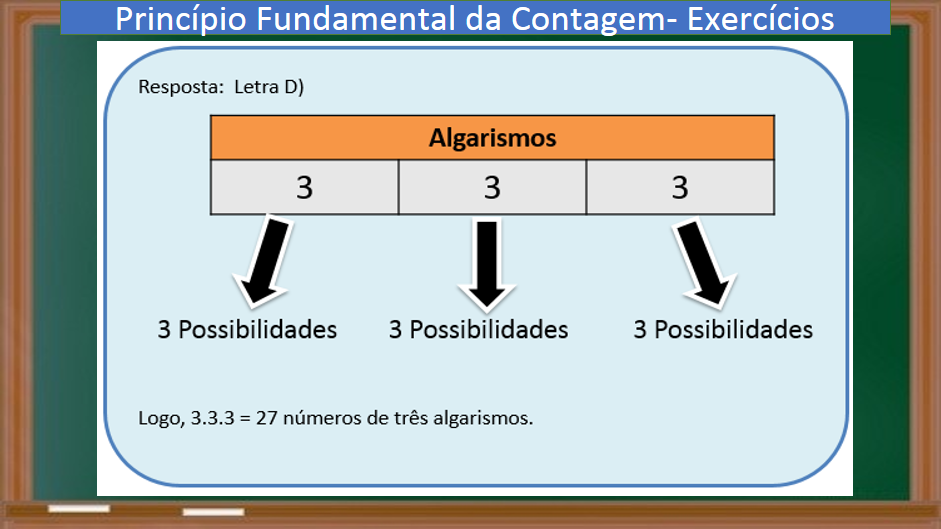 Princípio Fundamental da Contagem- Exercícios
Resposta: Letra D)
Algarismos
3 3 3
3 Possibilidades 3 Possibilidades 3 Possibilidades
Logo, 3.3.3 = 27 números de três algarismos.